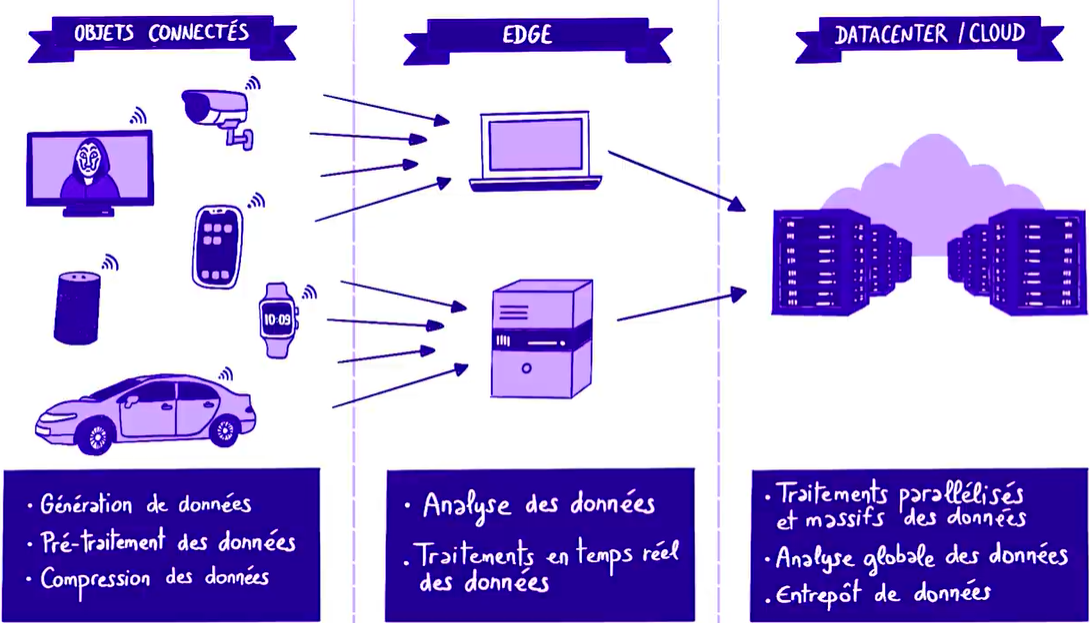 OBJETS CONNECTÉS
EDGE
DATACENTER / CLOUD
10:09
• Génération de données
• Pré-traitement des données
• Compression des données
• Analyse des données
• Traitements en temps réel
des données
• Traitements parallélisés
et massifs des données
• Analyse globale des données
• Entrepôt de données